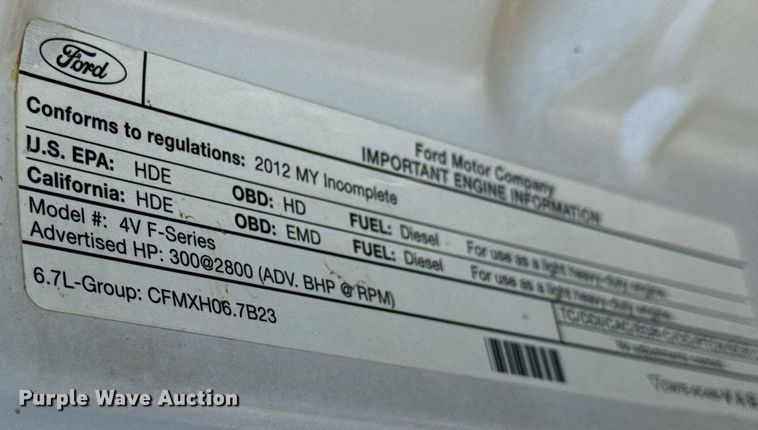 Ford
Ford Motor Company
IMPORTANT ENGINE INFORMATION
Conforms to regulations: 2012 MY Incomplete
U.S. EPA: HDE OBD: HD FUEL: Diesel For use as a light heavy-duty engine.
California: HDE OBD: EMD FUEL: Diesel For use as a light heavy-duty engine.
Model #: 4V F-Series
Advertised HP: 300@2800 (ADV. BHP @ RPM)
6.7L-Group: CFMXH06.7B23
No adjustments needed.
Purple Wave Auction